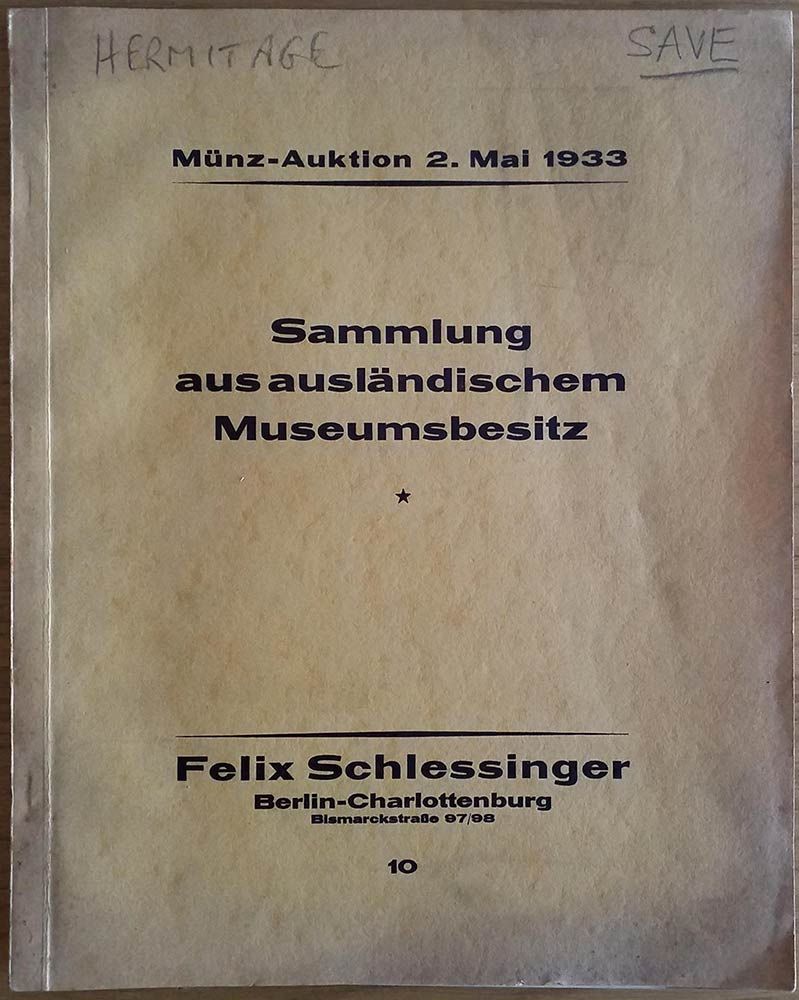 HERMITAGE SAVE
Münz-Auktion 2. Mai 1933
Sammlung
aus ausländischem
Museumsbesitz
★
Felix Schlessinger
Berlin-Charlottenburg
Bismarckstraße 97/98
10